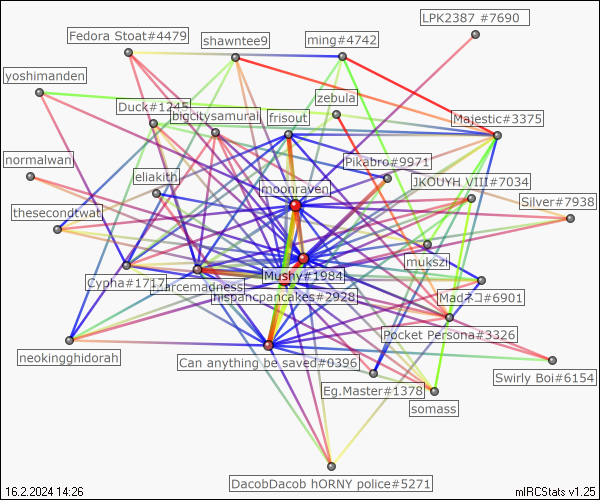 LPK2387 #7690
Fedora Stoat#4479
shawntee9
ming#4742
yoshimanden
zebula
Duck#1245
bigcitysamurai
frisout
Majestic#3375
normalwan
eliakith
moonraven
Pikabro#9971
JKOUYH VIII#7034
Silver#7938
thesecondtwat
mukszi
Cypha#1717
Mushy#1984
hispancpancakes#2928
Madネコ#6901
neokingghidorah
Can anything be saved#0396
Pocket Persona#3326
Swirly Boi#6154
Eg.Master#1378
somass
DacobDacob hORNY police#5271
16.2.2024 14:26
mIRCStats v1.25